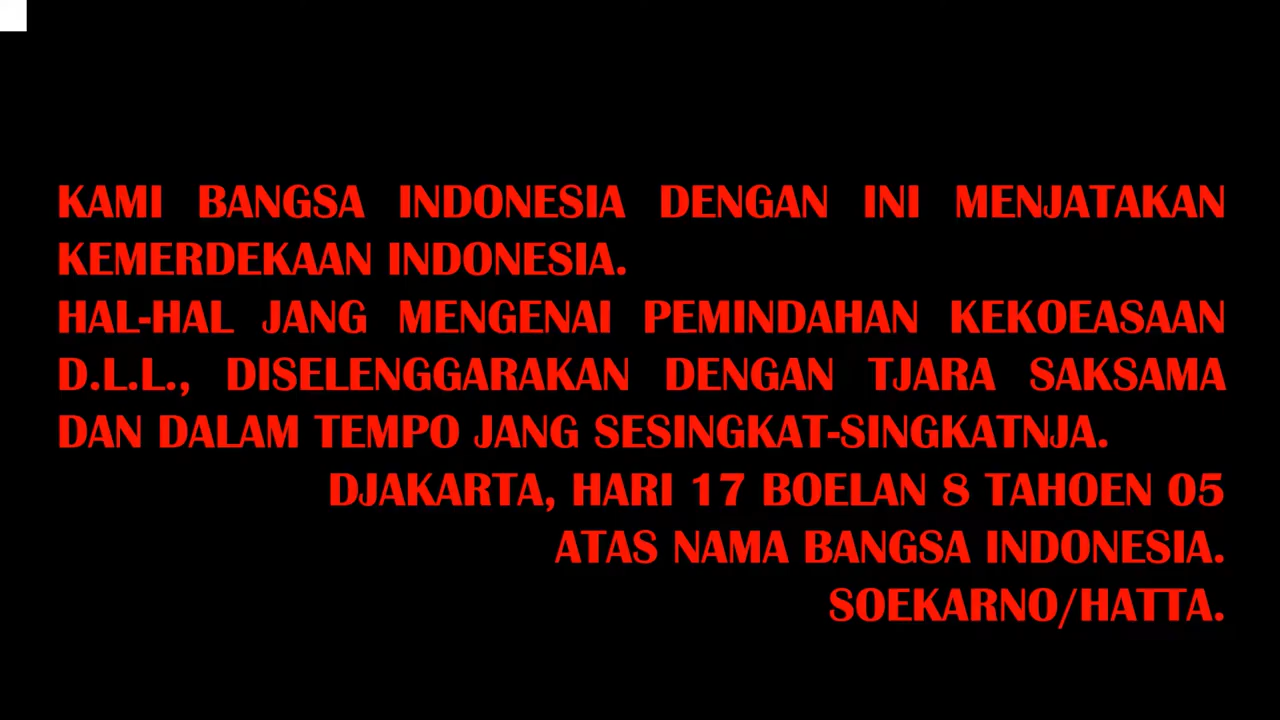 KAMI BANGSA INDONESIA DENGAN INI MENJATAKAN
KEMERDEKAAN INDONESIA.
HAL-HAL JANG MENGENAI PEMINDAHAN KEKOEASAAN
D.L.L., DISELENGGARAKAN DENGAN TJARA SAKSAMA
DAN DALAM TEMPO JANG SESINGKAT-SINGKATNJA.
DJAKARTA, HARI 17 BOELAN 8 TAHOEN 05
ATAS NAMA BANGSA INDONESIA.
SOEKARNO/HATTA.